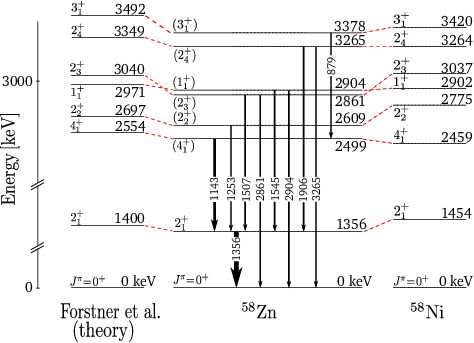 3₁⁺ 3492
2₄⁺ 3349
2₃⁺ 3040
1₁⁺ 2971
2₂⁺ 2697
4₁⁺ 2554
2₁⁺ 1400
Jπ=0⁺ 0 keV
Forstner et al.
(theory)
(3₁⁺) 3378
(2₄⁺) 3265
(1₁⁺) 2904
(2₃⁺) 2861
(2₂⁺) 2609
(4₁⁺) 2499
2₁⁺ 1356
Jπ=0⁺ 0 keV
879
1143 1253 1507 2861 1545 2904 1906 3265
1356
⁵⁸Zn
3₁⁺ 3420
2₄⁺ 3264
2₃⁺ 3037
1₁⁺ 2902
2₂⁺ 2775
4₁⁺ 2459
2₁⁺ 1454
Jπ=0⁺ 0 keV
⁵⁸Ni
Energy [keV]
3000
0